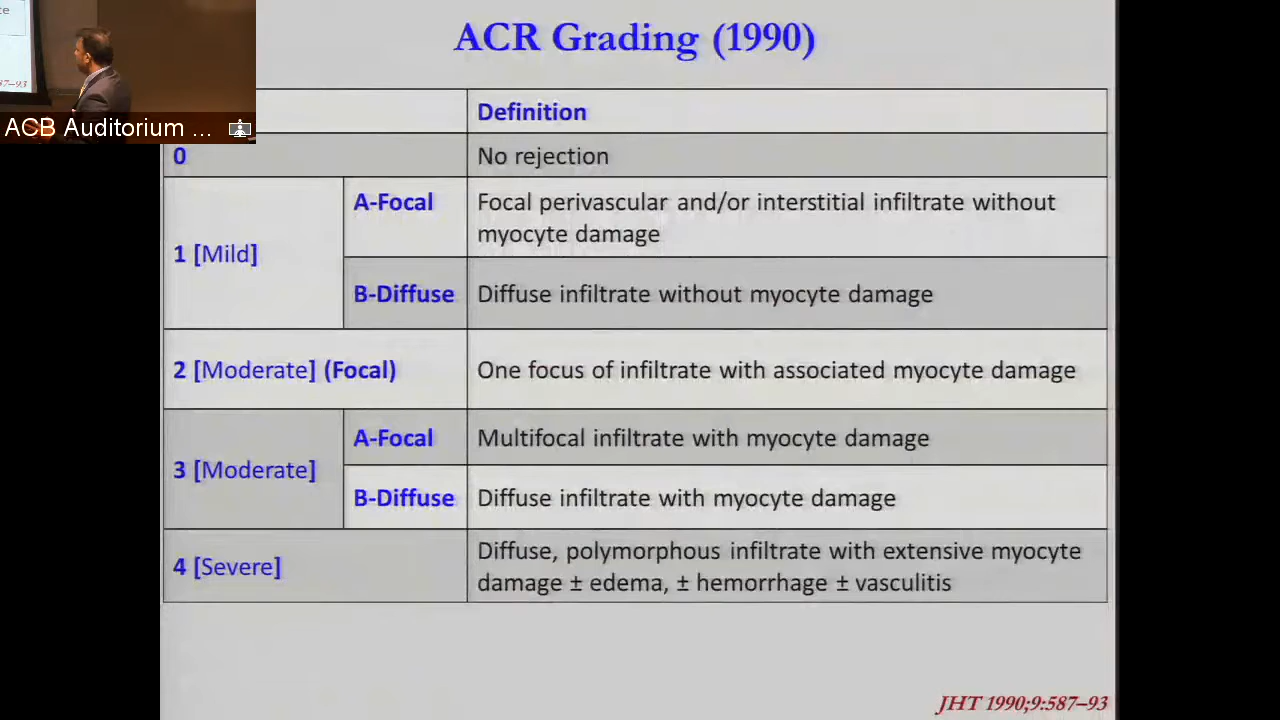 ACR Grading (1990)
te
87–93
ACB Auditorium ...
Definition
0
No rejection
1 [Mild]
A-Focal
Focal perivascular and/or interstitial infiltrate without
myocyte damage
B-Diffuse
Diffuse infiltrate without myocyte damage
2 [Moderate] (Focal)
One focus of infiltrate with associated myocyte damage
3 [Moderate]
A-Focal
Multifocal infiltrate with myocyte damage
B-Diffuse
Diffuse infiltrate with myocyte damage
4 [Severe]
Diffuse, polymorphous infiltrate with extensive myocyte
damage ± edema, ± hemorrhage ± vasculitis
JHT 1990;9:587–93